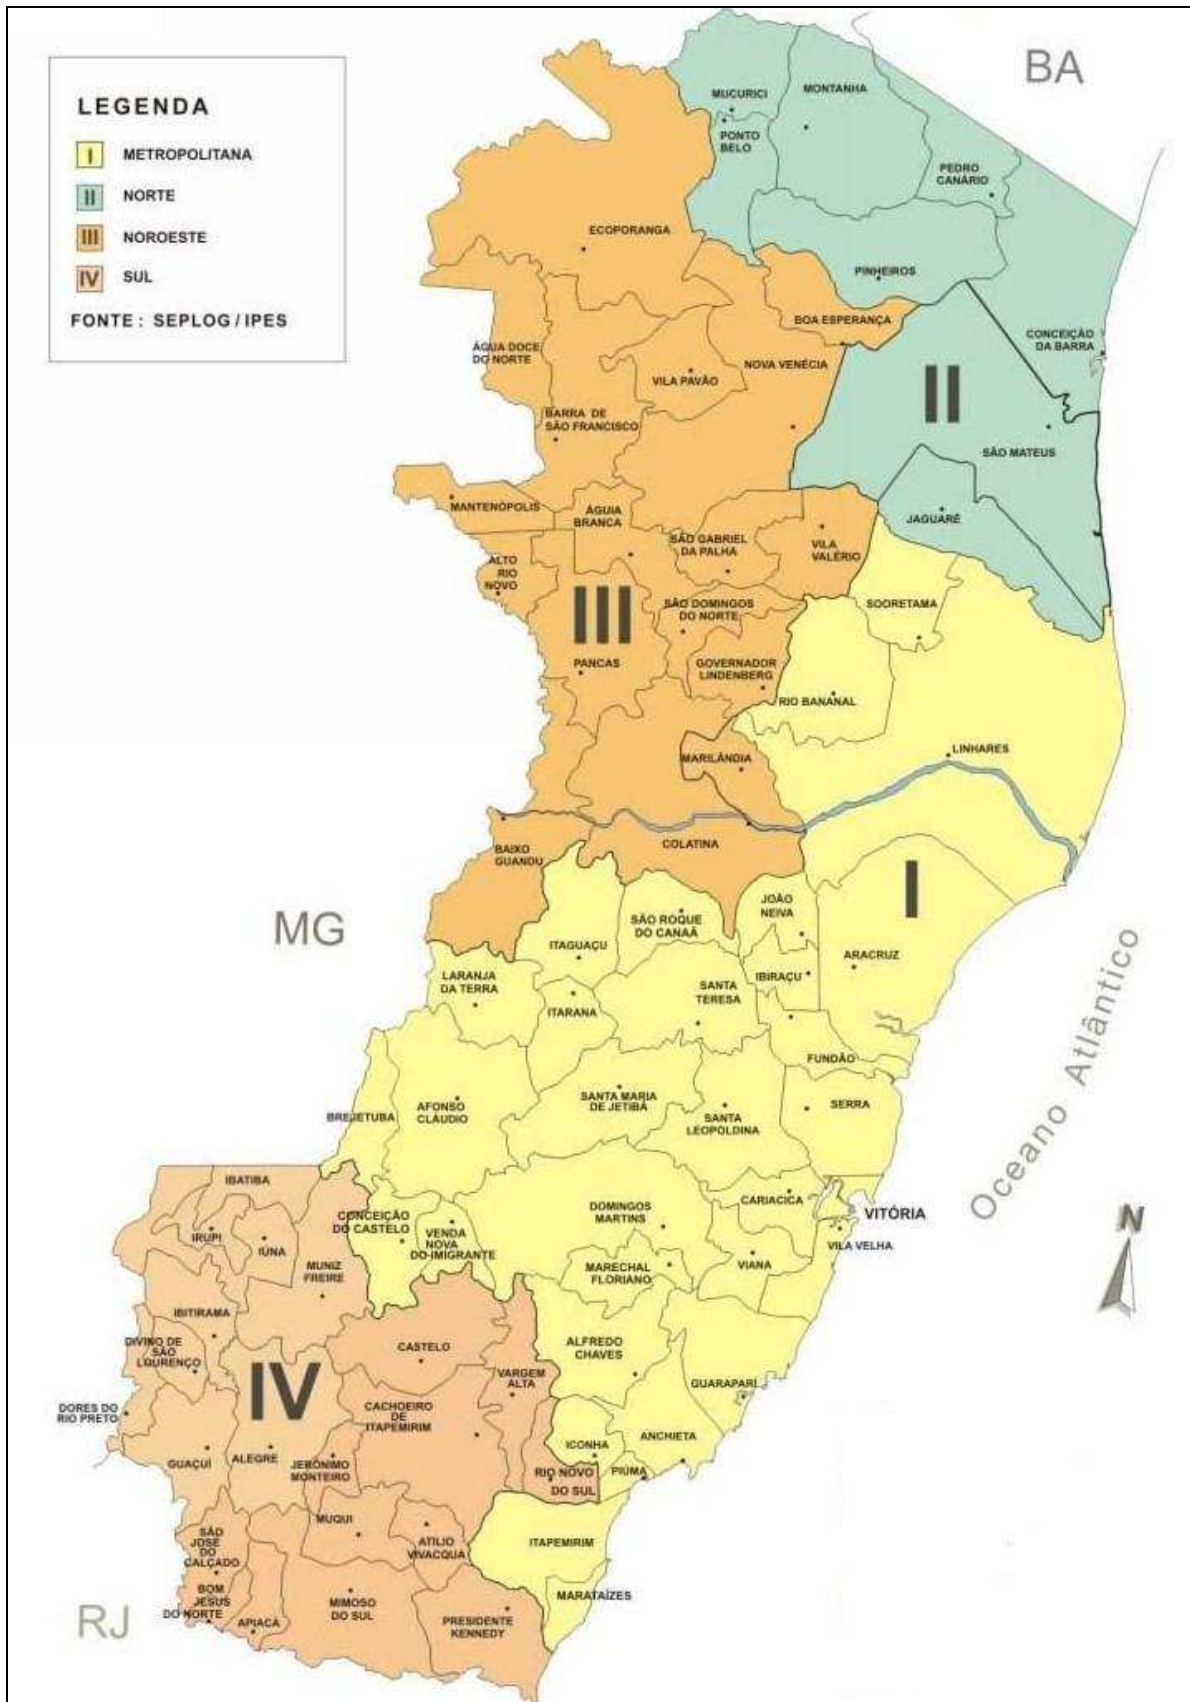 BA
LEGENDA
I METROPOLITANA
II NORTE
III NOROESTE
IV SUL
FONTE : SEPLOG / IPES
MUCURICI
MONTANHA
PONTO
BELO
PEDRO
CANÁRIO
ECOPORANGA
PINHEIROS
BOA ESPERANÇA
CONCEIÇÃO
DA BARRA
ÁGUA DOCE
DO NORTE
VILA PAVÃO
NOVA VENÉCIA
II
BARRA DE
SÃO FRANCISCO
SÃO MATEUS
MANTENÓPOLIS
ÁGUIA
BRANCA
JAGUARÉ
SÃO GABRIEL
DA PALHA
VILA
VALÉRIO
ALTO
RIO
NOVO
III
SÃO DOMINGOS
DO NORTE
SOORETAMA
PANCAS
GOVERNADOR
LINDENBERG
RIO BANANAL
LINHARES
MARILÂNDIA
BAIXO
GUANDU
COLATINA
I
MG
JOÃO
NEIVA
SÃO ROQUE
DO CANAÃ
ITAGUAÇU
ARACRUZ
LARANJA
DA TERRA
IBIRAÇU
SANTA
TERESA
ITARANA
Oceano Atlântico
FUNDÃO
BREJETUBA
AFONSO
CLÁUDIO
SANTA MARIA
DE JETIBÁ
SANTA
LEOPOLDINA
SERRA
IBATIBA
CARIACICA
VITÓRIA
N
CONCEIÇÃO
DO CASTELO
VENDA
NOVA
DO IMIGRANTE
DOMINGOS
MARTINS
IRUPI
IÚNA
VILA VELHA
MUNIZ
FREIRE
MARECHAL
FLORIANO
VIANA
IBITIRAMA
DIVINO DE
SÃO
LOURENÇO
CASTELO
ALFREDO
CHAVES
IV
VARGEM
ALTA
GUARAPARI
DORES DO
RIO PRETO
CACHOEIRO
DE
ITAPEMIRIM
ICONHA
ANCHIETA
GUAÇUÍ
ALEGRE
JERÔNIMO
MONTEIRO
RIO NOVO
DO SUL
PIÚMA
MUQUI
SÃO
JOSÉ
DO
CALÇADO
ATÍLIO
VIVACQUA
ITAPEMIRIM
BOM
JESUS
DO NORTE
APIACÁ
MIMOSO
DO SUL
MARATAÍZES
PRESIDENTE
KENNEDY
RJ